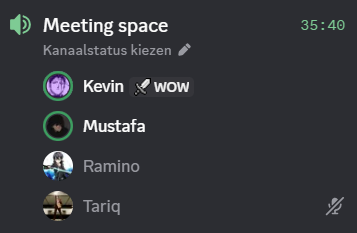 Meeting space 35:40
Kanaalstatus kiezen
Kevin WOW
Mustafa
Ramino
Tariq